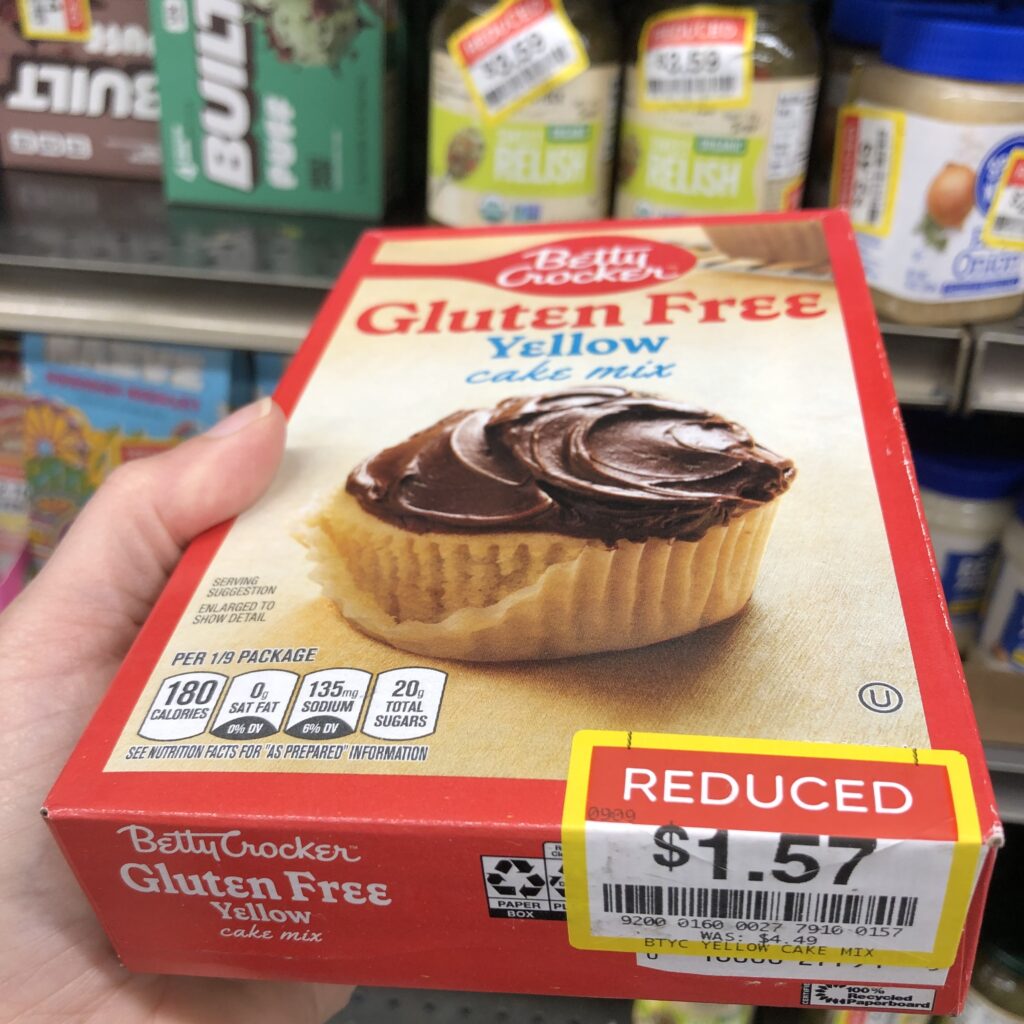 BUILT
BUILT
PUFF
REDUCED
$3.59
REDUCED
$3.59
RELISH
RELISH
Betty
Crocker
Gluten Free
Yellow
cake mix
SERVING
SUGGESTION
ENLARGED TO
SHOW DETAIL
PER 1/9 PACKAGE
180
CALORIES
0g
SAT FAT
0% DV
135mg
SODIUM
6% DV
20g
TOTAL
SUGARS
SEE NUTRITION FACTS FOR "AS PREPARED" INFORMATION
U
REDUCED
0909
$1.57
9200 0160 0027 7910 0157
WAS: $4.49
BTYC YELLOW CAKE MIX
Betty Crocker
Gluten Free
Yellow
cake mix
PAPER
BOX
100%
Recycled
Paperboard